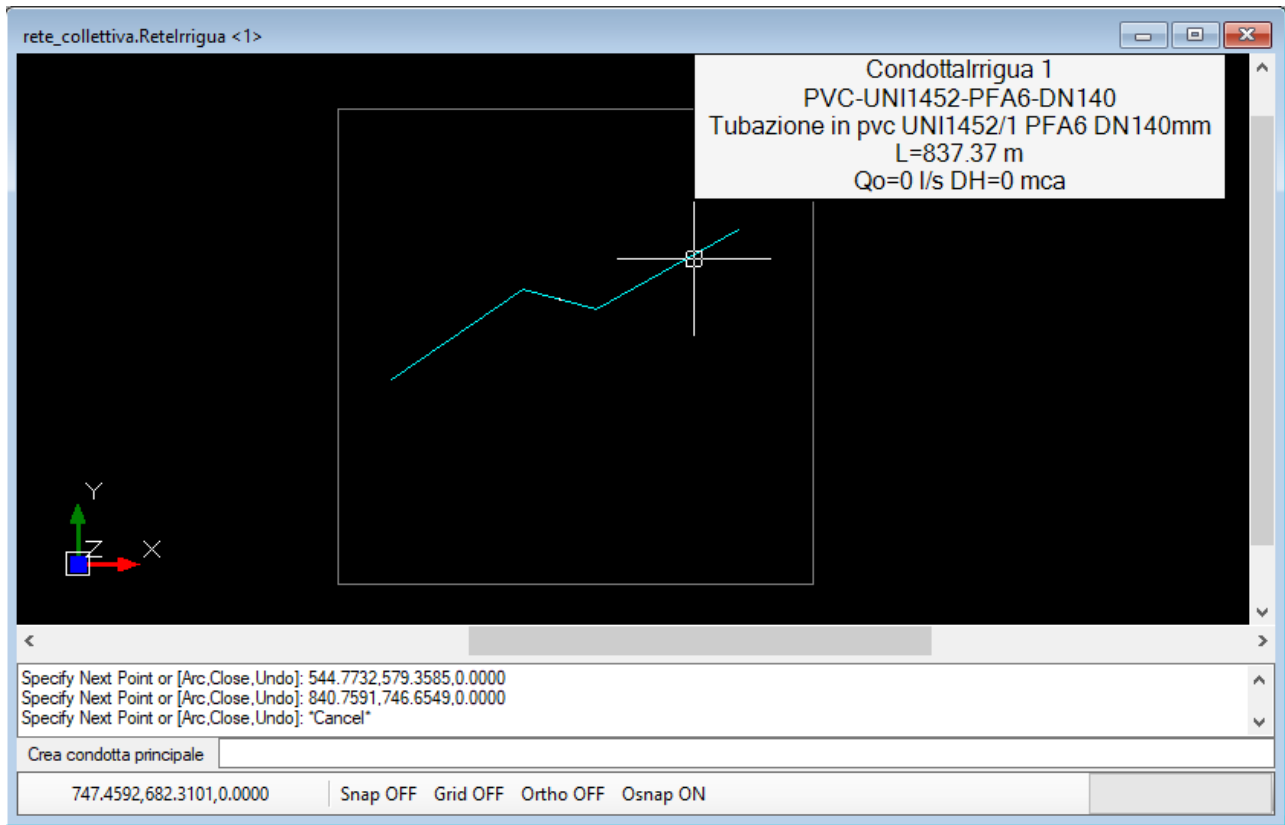 rete_collettiva.ReteIrrigua <1>
CondottaIrrigua 1
PVC-UNI1452-PFA6-DN140
Tubazione in pvc UNI1452/1 PFA6 DN140mm
L=837.37 m
Qo=0 l/s DH=0 mca
Y
Z
X
Specify Next Point or [Arc,Close,Undo]: 544.7732,579.3585,0.0000
Specify Next Point or [Arc,Close,Undo]: 840.7591,746.6549,0.0000
Specify Next Point or [Arc,Close,Undo]: *Cancel*
Crea condotta principale
747.4592,682.3101,0.0000 Snap OFF Grid OFF Ortho OFF Osnap ON